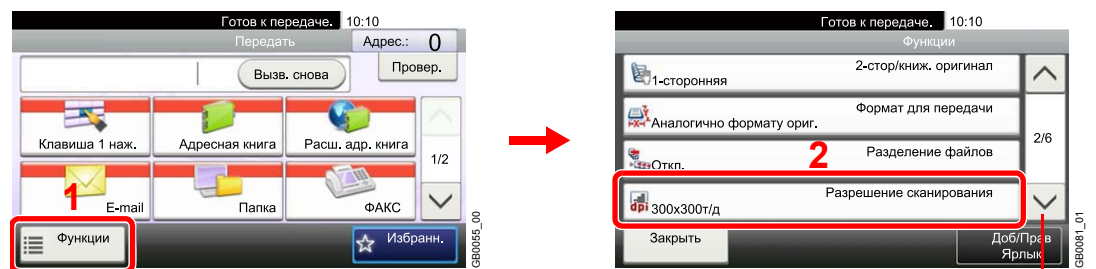 Готов к передаче. 10:10
Передать
Адрес.: 0
Вызв. снова
Провер.
Клавиша 1 наж.
Адресная книга
Расш. адр. книга
1/2
1
E-mail
Папка
ФАКС
Функции
Избранн.
GB0055_00
Готов к передаче. 10:10
Функции
2-стор/книж. оригинал
1-сторонняя
Формат для передачи
Аналогично формату ориг.
2/6
Разделение файлов
Откл.
2
Разрешение сканирования
dpi 300x300т/д
Закрыть
Доб/Прав
Ярлык
GB0081_01